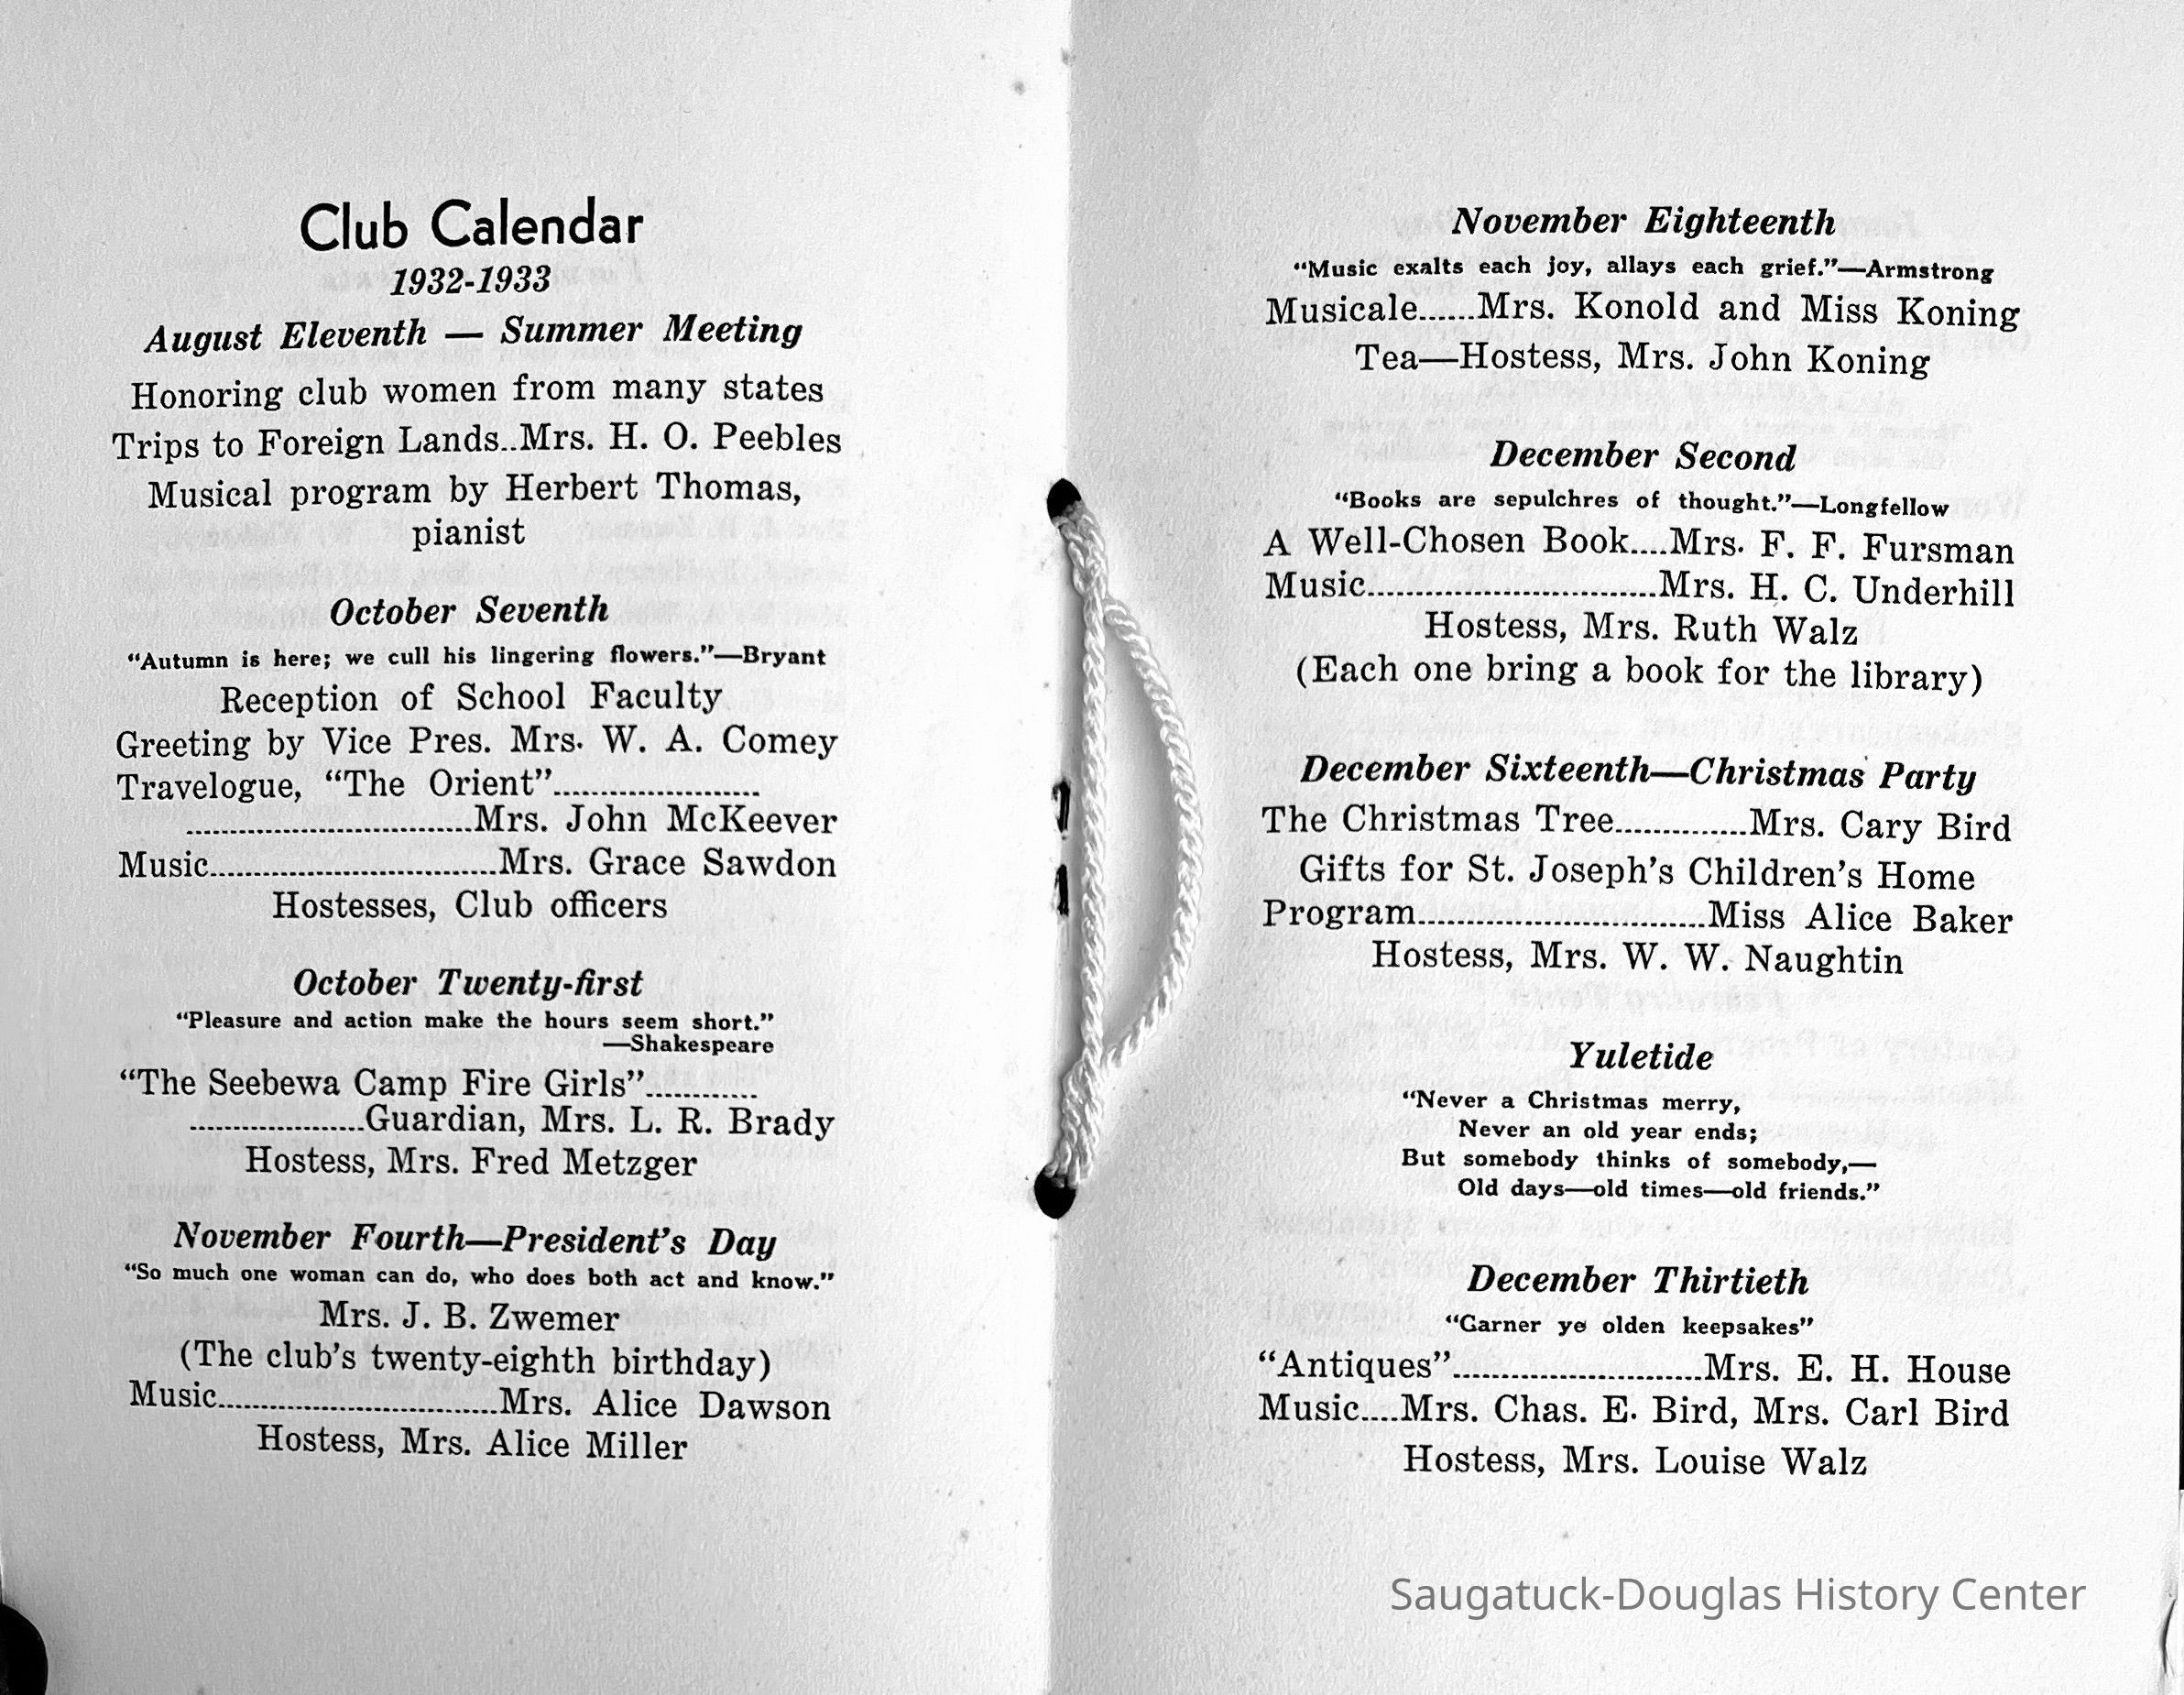 Club Calendar
1932-1933
August Eleventh — Summer Meeting
Honoring club women from many states
Trips to Foreign Lands..Mrs. H. O. Peebles
Musical program by Herbert Thomas,
pianist
October Seventh
“Autumn is here; we cull his lingering flowers.”—Bryant
Reception of School Faculty
Greeting by Vice Pres. Mrs. W. A. Comey
Travelogue, “The Orient”.....................
.............................Mrs. John McKeever
Music.............................Mrs. Grace Sawdon
Hostesses, Club officers
October Twenty-first
“Pleasure and action make the hours seem short.”
—Shakespeare
“The Seebewa Camp Fire Girls”............
..................Guardian, Mrs. L. R. Brady
Hostess, Mrs. Fred Metzger
November Fourth—President’s Day
“So much one woman can do, who does both act and know.”
Mrs. J. B. Zwemer
(The club’s twenty-eighth birthday)
Music.............................Mrs. Alice Dawson
Hostess, Mrs. Alice Miller
November Eighteenth
“Music exalts each joy, allays each grief.”—Armstrong
Musicale......Mrs. Konold and Miss Koning
Tea—Hostess, Mrs. John Koning
December Second
“Books are sepulchres of thought.”—Longfellow
A Well-Chosen Book....Mrs. F. F. Fursman
Music..............................Mrs. H. C. Underhill
Hostess, Mrs. Ruth Walz
(Each one bring a book for the library)
December Sixteenth—Christmas Party
The Christmas Tree..............Mrs. Cary Bird
Gifts for St. Joseph’s Children’s Home
Program..............................Miss Alice Baker
Hostess, Mrs. W. W. Naughtin
Yuletide
“Never a Christmas merry,
Never an old year ends;
But somebody thinks of somebody,—
Old days—old times—old friends.”
December Thirtieth
“Garner ye olden keepsakes”
“Antiques”..........................Mrs. E. H. House
Music....Mrs. Chas. E. Bird, Mrs. Carl Bird
Hostess, Mrs. Louise Walz
Saugatuck-Douglas History Center